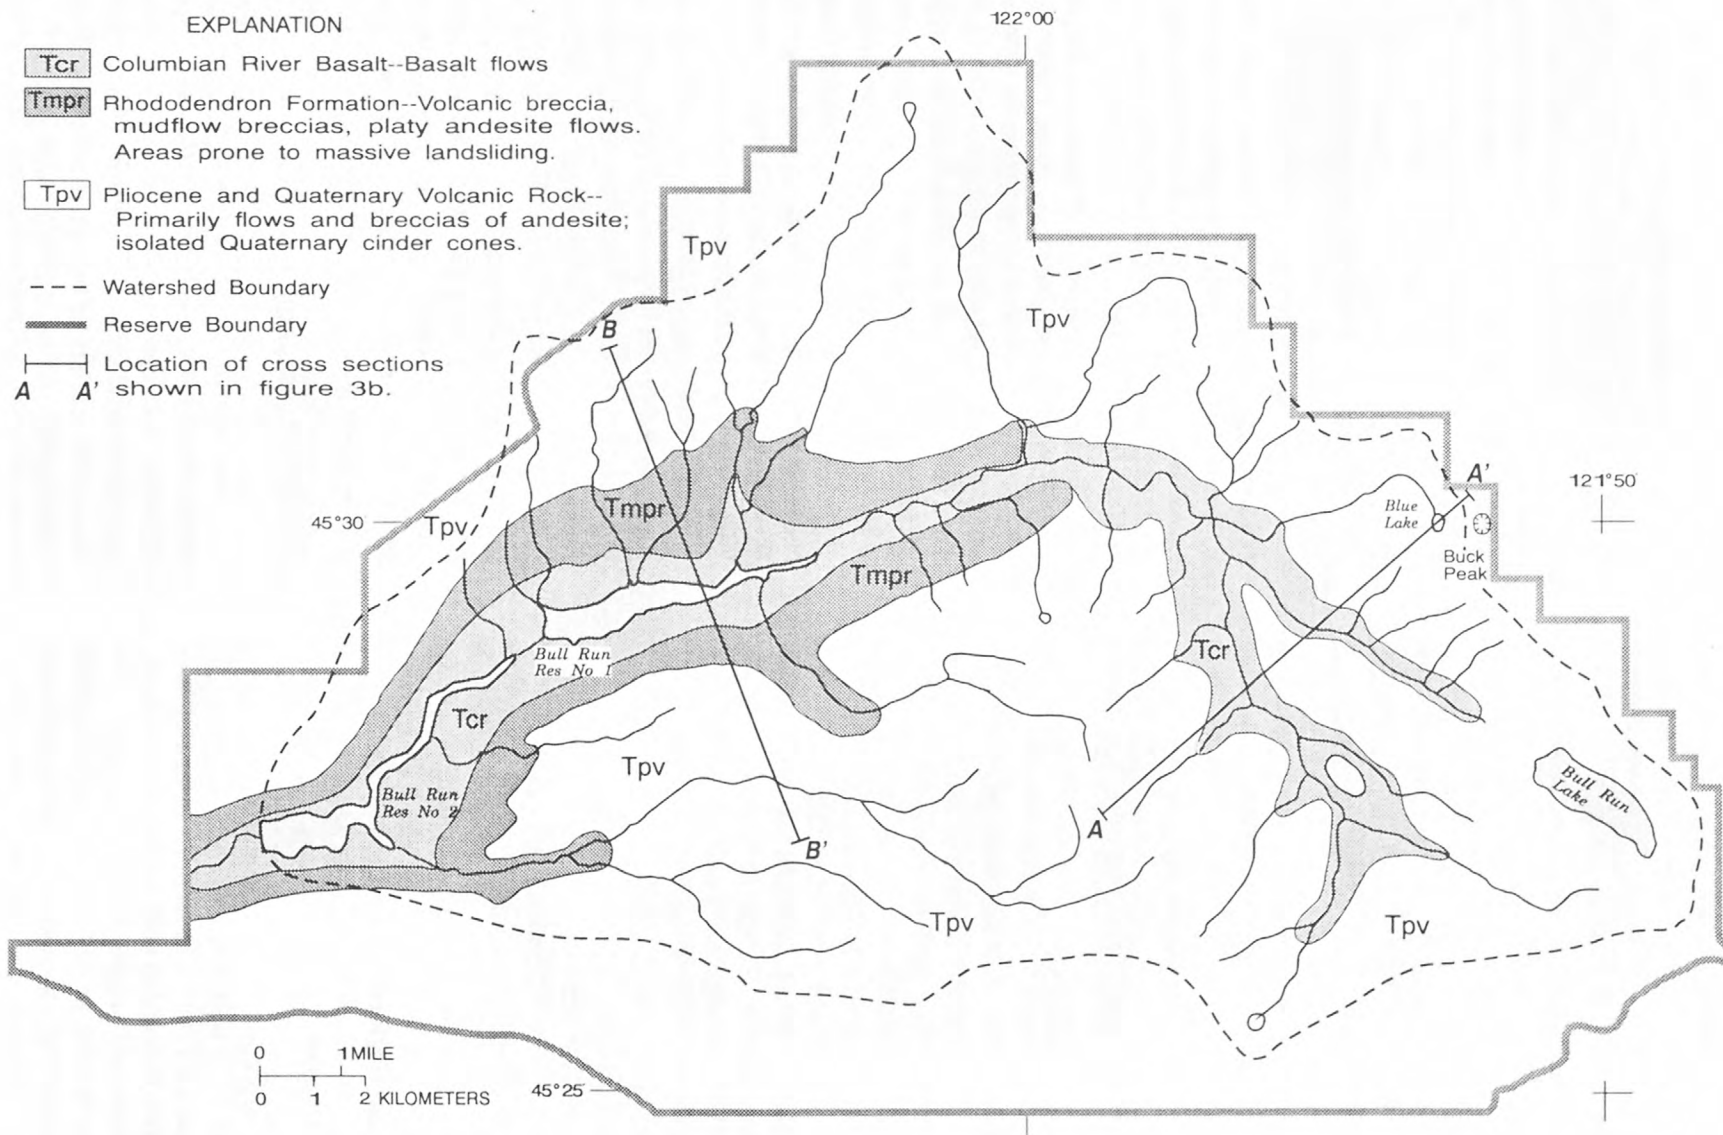 EXPLANATION
Tcr Columbian River Basalt--Basalt flows
Tmpr Rhododendron Formation--Volcanic breccia,
mudflow breccias, platy andesite flows.
Areas prone to massive landsliding.
Tpv Pliocene and Quaternary Volcanic Rock--
Primarily flows and breccias of andesite;
isolated Quaternary cinder cones.
Watershed Boundary
Reserve Boundary
Location of cross sections
A A' shown in figure 3b.
122°00'
Tpv
Tpv
B
A'
121°50'
45°30'
Tpv
Tmpr
Blue
Lake
Buck
Peak
Tmpr
Bull Run
Res No 1
Tcr
Tcr
Tpv
Bull Run
Lake
Bull Run
Res No 2
A
B'
Tpv
Tpv
0 1 MILE
0 1 2 KILOMETERS
45°25'